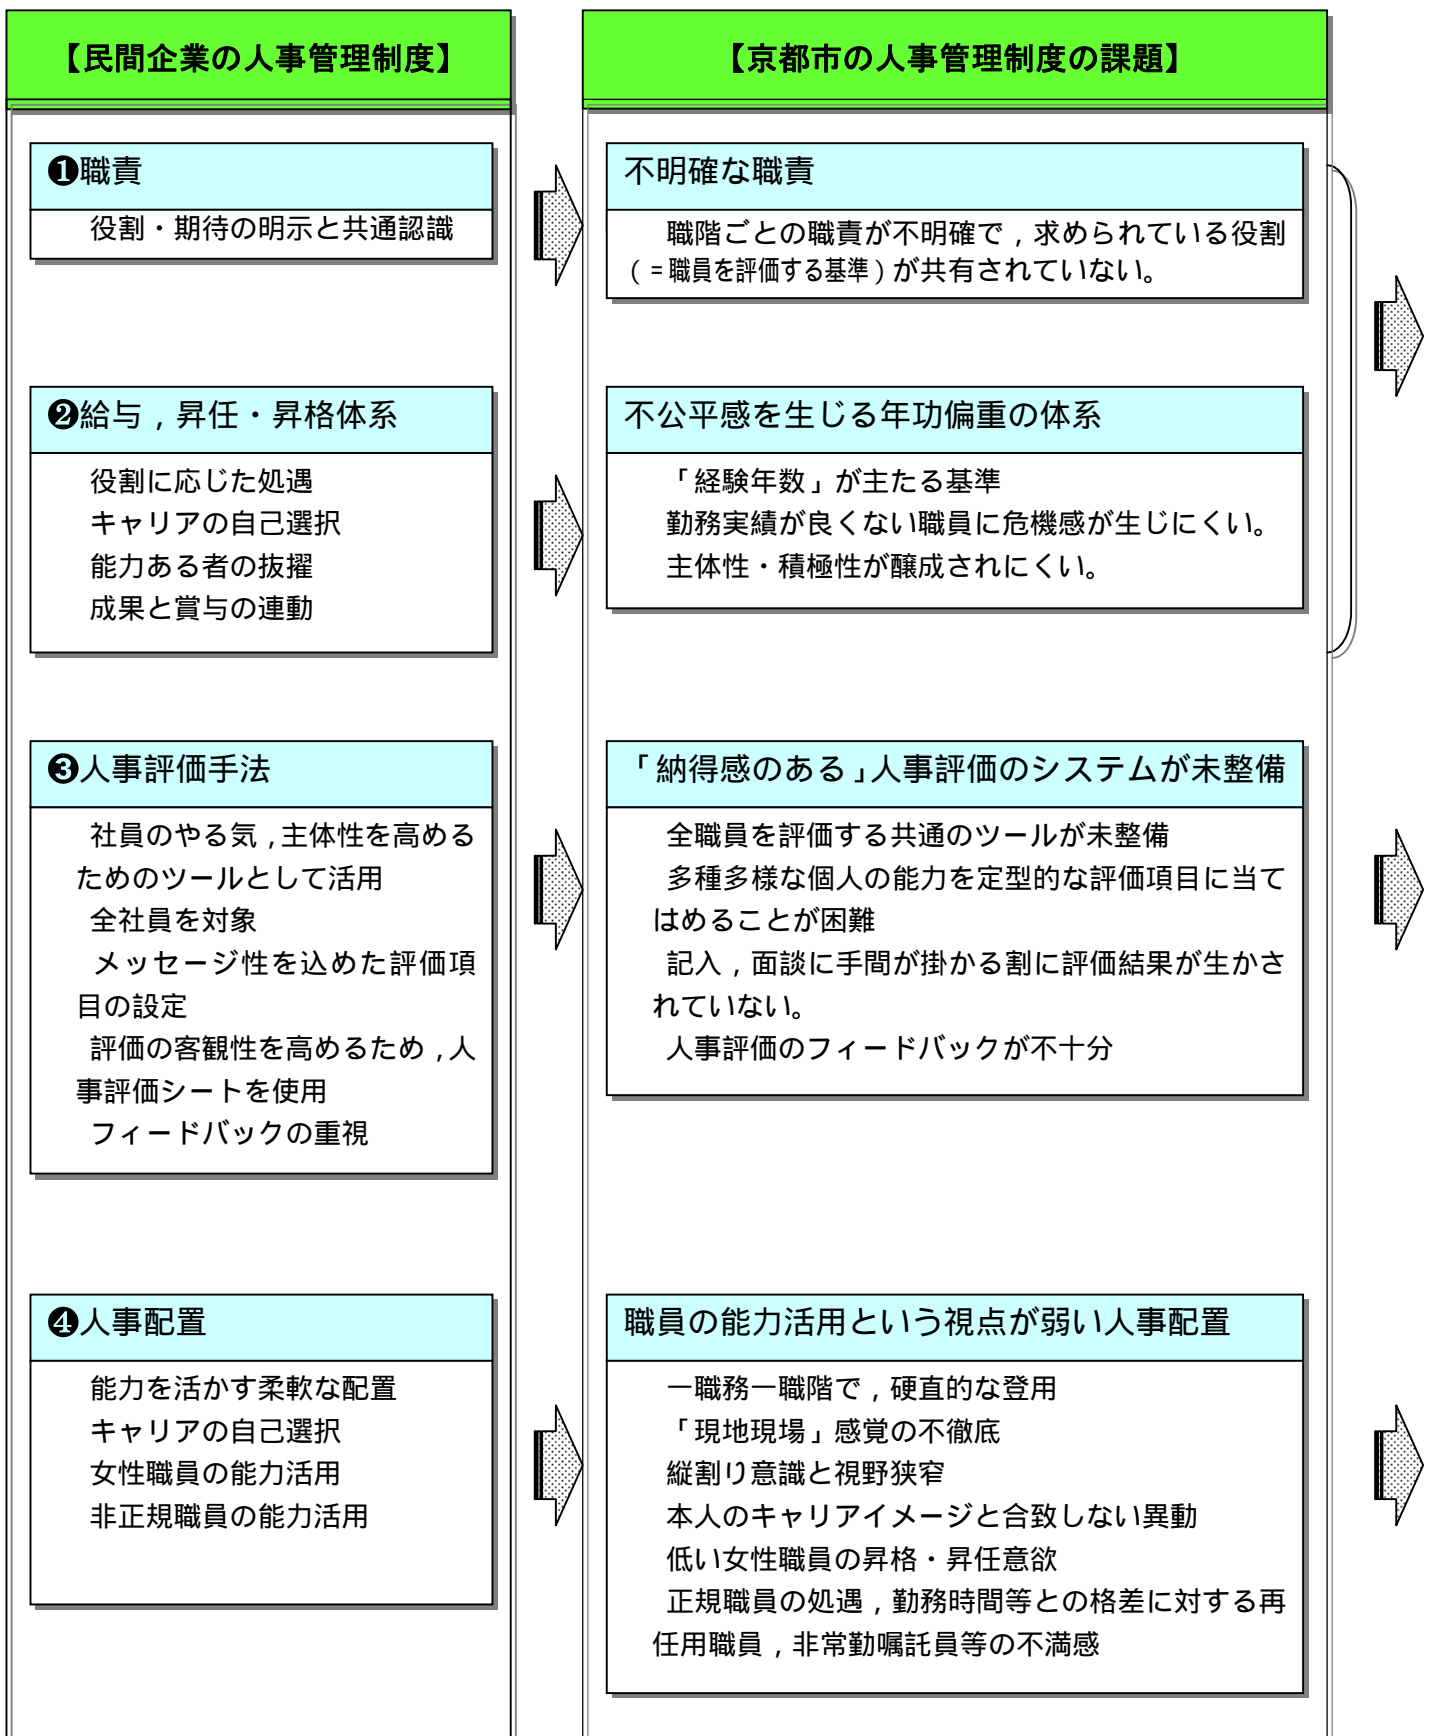 【民間企業の人事管理制度】
【京都市の人事管理制度の課題】
❶職責
役割・期待の明示と共通認識
不明確な職責
職階ごとの職責が不明確で，求められている役割
（＝職員を評価する基準）が共有されていない。
❷給与，昇任・昇格体系
役割に応じた処遇
キャリアの自己選択
能力ある者の抜擢
成果と賞与の連動
不公平感を生じる年功偏重の体系
「経験年数」が主たる基準
勤務実績が良くない職員に危機感が生じにくい。
主体性・積極性が醸成されにくい。
❸人事評価手法
社員のやる気，主体性を高める
ためのツールとして活用
全社員を対象
メッセージ性を込めた評価項
目の設定
評価の客観性を高めるため，人
事評価シートを使用
フィードバックの重視
「納得感のある」人事評価のシステムが未整備
全職員を評価する共通のツールが未整備
多種多様な個人の能力を定型的な評価項目に当て
はめることが困難
記入，面談に手間が掛かる割に評価結果が生かさ
れていない。
人事評価のフィードバックが不十分
❹人事配置
能力を活かす柔軟な配置
キャリアの自己選択
女性職員の能力活用
非正規職員の能力活用
職員の能力活用という視点が弱い人事配置
一職務一職階で，硬直的な登用
「現地現場」感覚の不徹底
縦割り意識と視野狭窄
本人のキャリアイメージと合致しない異動
低い女性職員の昇格・昇任意欲
正規職員の処遇，勤務時間等との格差に対する再
任用職員，非常勤嘱託員等の不満感